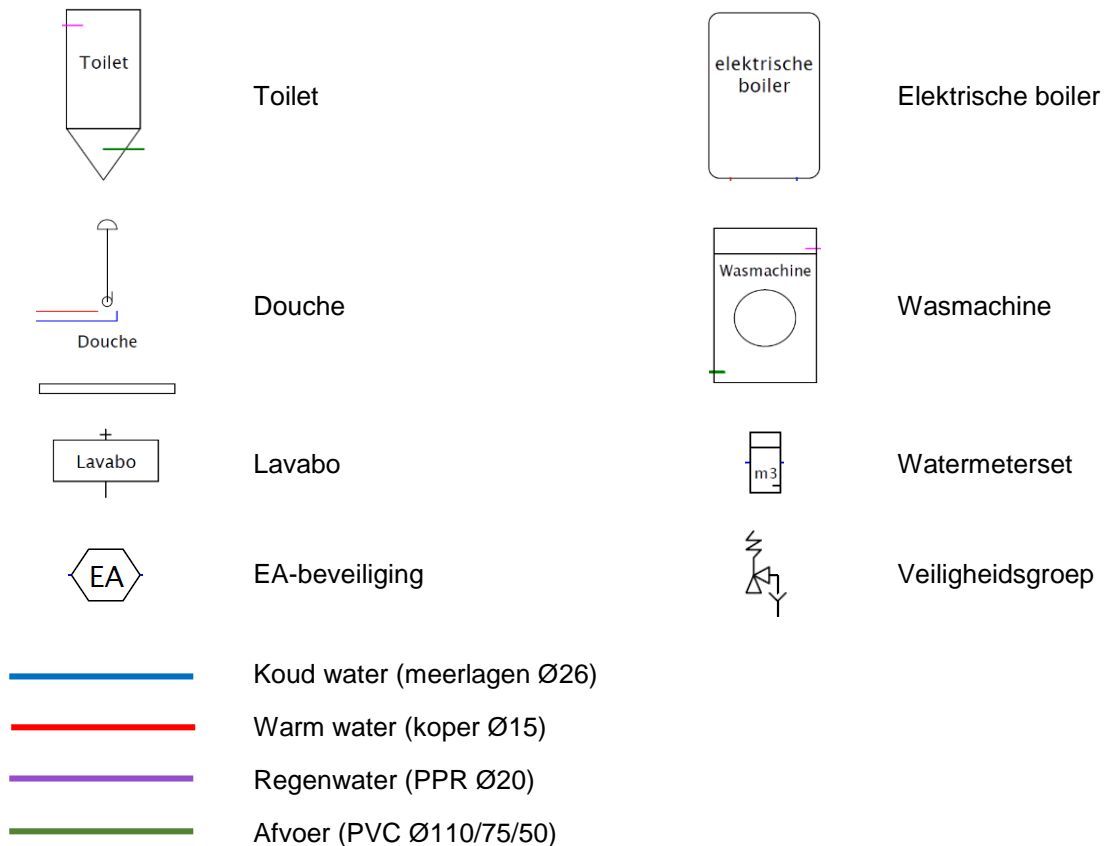 Toilet
Toilet
elektrische
boiler
Elektrische boiler
Douche
Douche
Wasmachine
Wasmachine
Lavabo
Lavabo
m3
Watermeterset
EA
EA-beveiliging
Veiligheidsgroep
Koud water (meerlagen Ø26)
Warm water (koper Ø15)
Regenwater (PPR Ø20)
Afvoer (PVC Ø110/75/50)